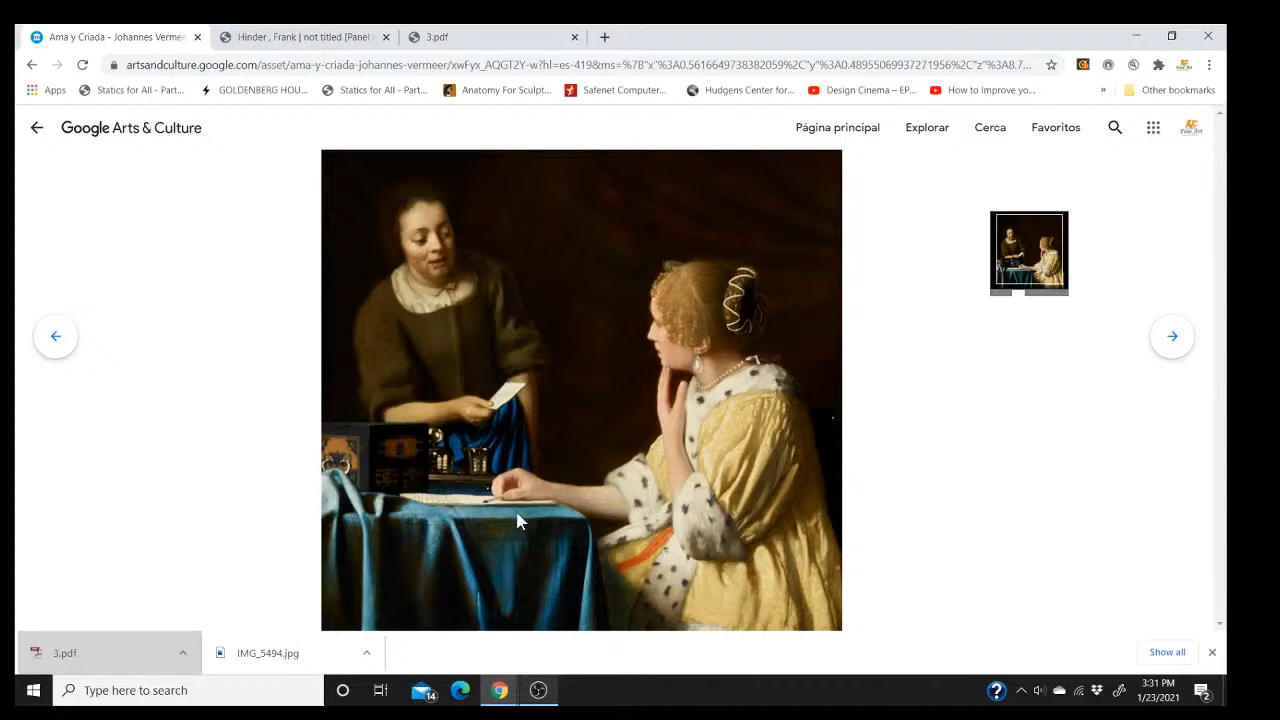 Ama y Criada - Johannes Vermee
Hinder , Frank | not titled [Panel
3.pdf
artsandculture.google.com/asset/ama-y-criada-johannes-vermeer/xwFyx_AQGT2Y-w?hl=es-419&ms=%7B"x"%3A0.5616649738382059%2C"y"%3A0.4895506993727195​6%2C"z"%3A8.7...
Apps
Statics for All - Part...
GOLDENBERG HOU...
Statics for All - Part...
Anatomy For Sculpt...
Safenet Computer...
Hudgens Center for...
Design Cinema – EP...
How to Improve yo...
»
Other bookmarks
Google Arts & Culture
Página principal
Explorar
Cerca
Favoritos
3.pdf
IMG_5494.jpg
Show all
Type here to search
14
3:31 PM
1/23/2021
2